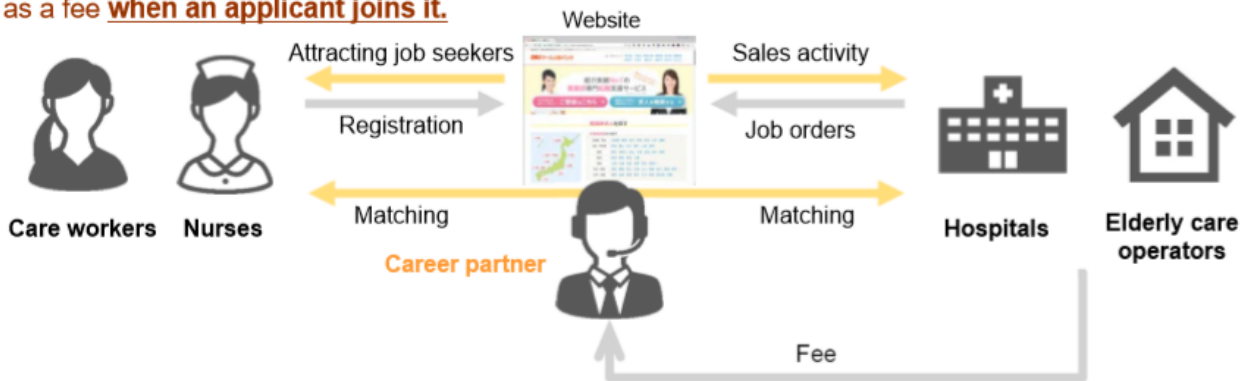 as a fee when an applicant joins it.
Website
Attracting job seekers
Sales activity
Registration
Job orders
Matching
Matching
Care workers
Nurses
Hospitals
Elderly care
operators
Career partner
Fee